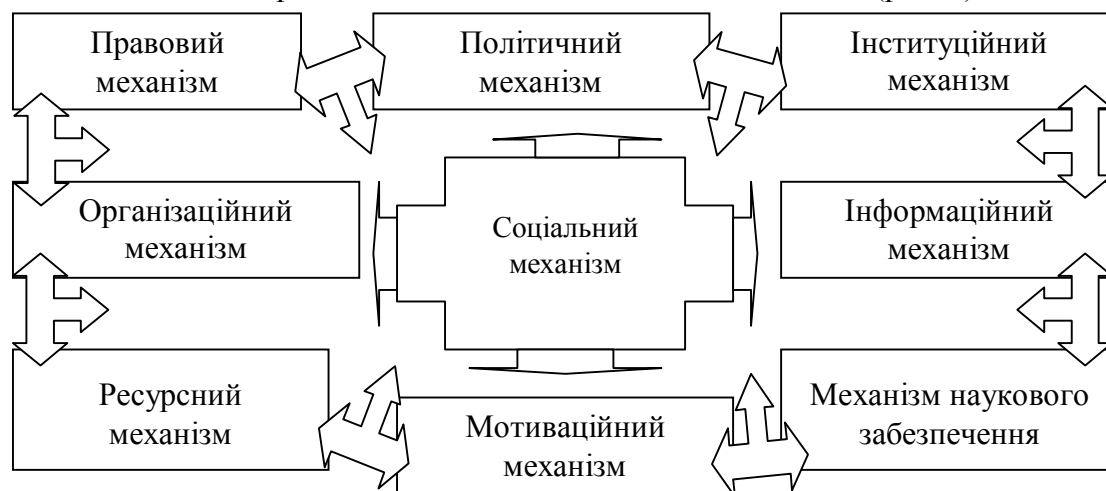 Правовий
механізм
Політичний
механізм
Інституційний
механізм
Організаційний
механізм
Соціальний
механізм
Інформаційний
механізм
Ресурсний
механізм
Мотиваційний
механізм
Механізм наукового
забезпечення